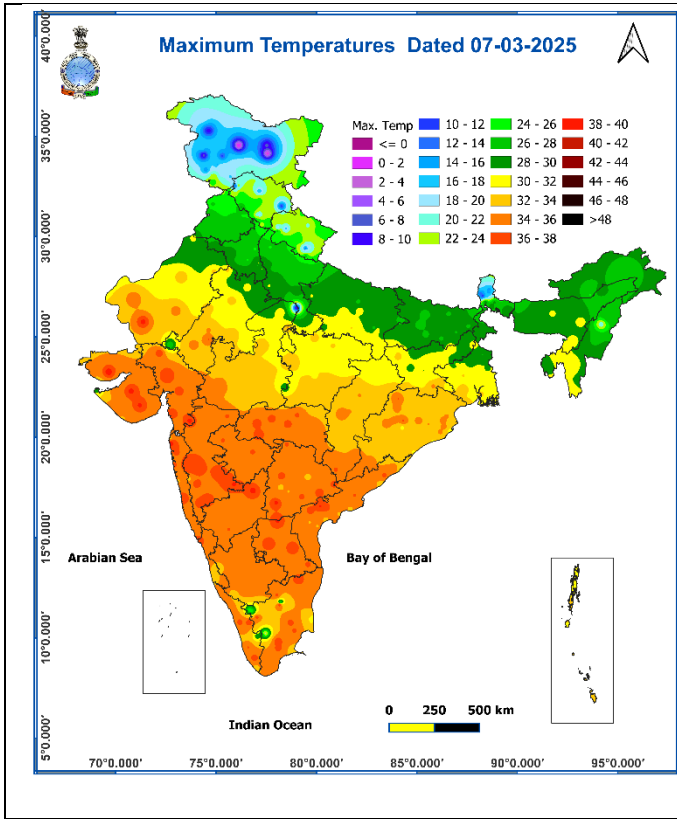 Maximum Temperatures Dated 07-03-2025
40°0.000'
35°0.000'
30°0.000'
25°0.000'
20°0.000'
15°0.000'
10°0.000'
5°0.000'
Max. Temp
<= 0
0 - 2
2 - 4
4 - 6
6 - 8
8 - 10
10 - 12
12 - 14
14 - 16
16 - 18
18 - 20
20 - 22
22 - 24
24 - 26
26 - 28
28 - 30
30 - 32
32 - 34
34 - 36
36 - 38
38 - 40
40 - 42
42 - 44
44 - 46
46 - 48
>48
Arabian Sea
Bay of Bengal
Indian Ocean
0 250 500 km
70°0.000' 75°0.000' 80°0.000' 85°0.000' 90°0.000' 95°0.000'